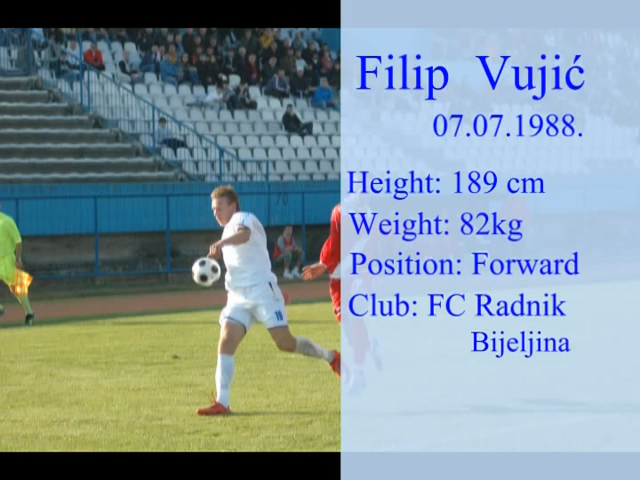 Filip Vujić
07.07.1988.
Height: 189 cm
Weight: 82kg
Position: Forward
Club: FC Radnik
Bijeljina